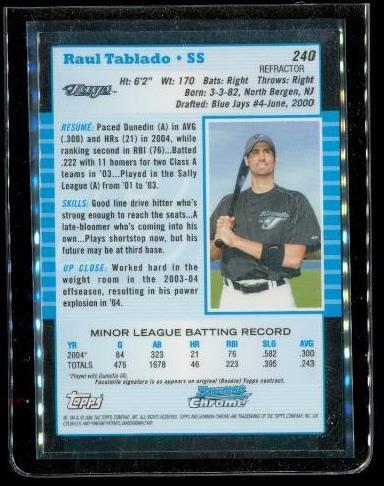 Raul Tablado • SS
240
REFRACTOR
Jays
Ht: 6'2" Wt: 170 Bats: Right Throws: Right
Born: 3-3-82, North Bergen, NJ
Drafted: Blue Jays #4-June, 2000
RESUMÉ: Paced Dunedin (A) in AVG
(.300) and HRs (21) in 2004, while
ranking second in RBI (76)...Batted
.222 with 11 homers for two Class A
teams in '03...Played in the Sally
League (A) from '01 to '03.
SKILLS: Good line drive hitter who's
strong enough to reach the seats...A
late-bloomer who's coming into his
own...Plays shortstop now, but his
future may be at third base.
UP CLOSE: Worked hard in the
weight room in the 2003-04
offseason, resulting in his power
explosion in '04.
MINOR LEAGUE BATTING RECORD
YR G AB HR RBI SLG AVG
2004* 84 323 21 76 .582 .300
TOTALS 475 1678 46 223 .395 .243
*Played with Dunedin (A).
Facsimile signature is as appears on original (Rookie) Topps contract.
Topps
Bowman
Chrome